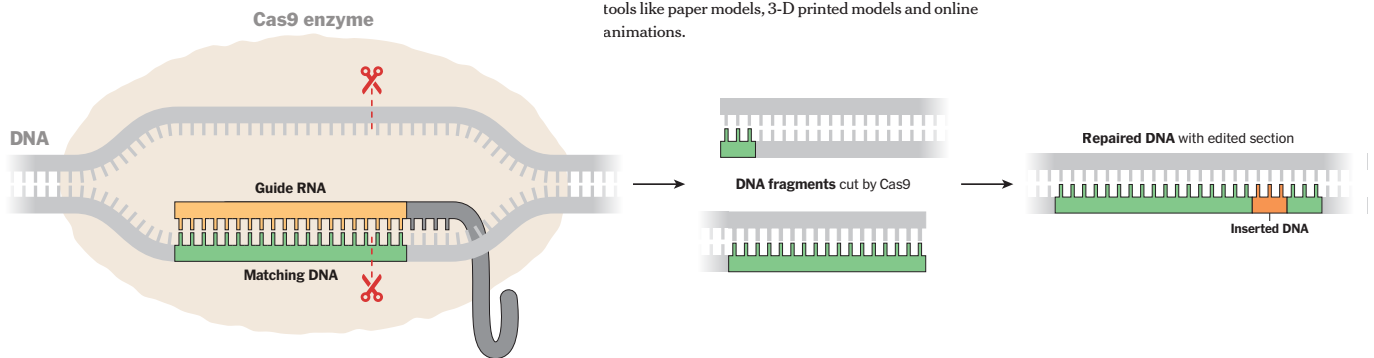 tools like paper models, 3-D printed models and online
animations.
Cas9 enzyme
DNA
Guide RNA
Matching DNA
DNA fragments cut by Cas9
Repaired DNA with edited section
Inserted DNA